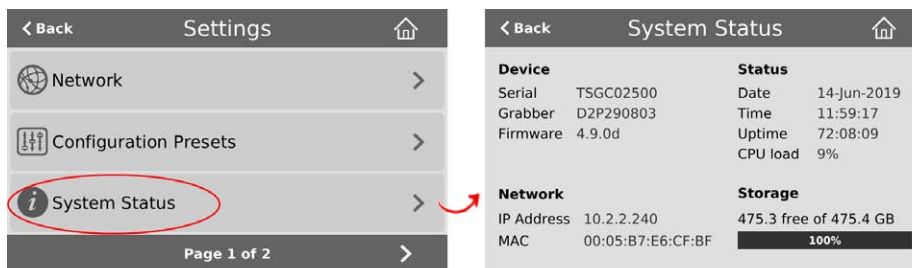 Back Settings
Network
Configuration Presets
i System Status
Page 1 of 2
Back System Status
Device
Serial TSGC02500
Grabber D2P290803
Firmware 4.9.0d
Status
Date 14-Jun-2019
Time 11:59:17
Uptime 72:08:09
CPU load 9%
Network
IP Address 10.2.2.240
MAC 00:05:B7:E6:CF:BF
Storage
475.3 free of 475.4 GB
100%